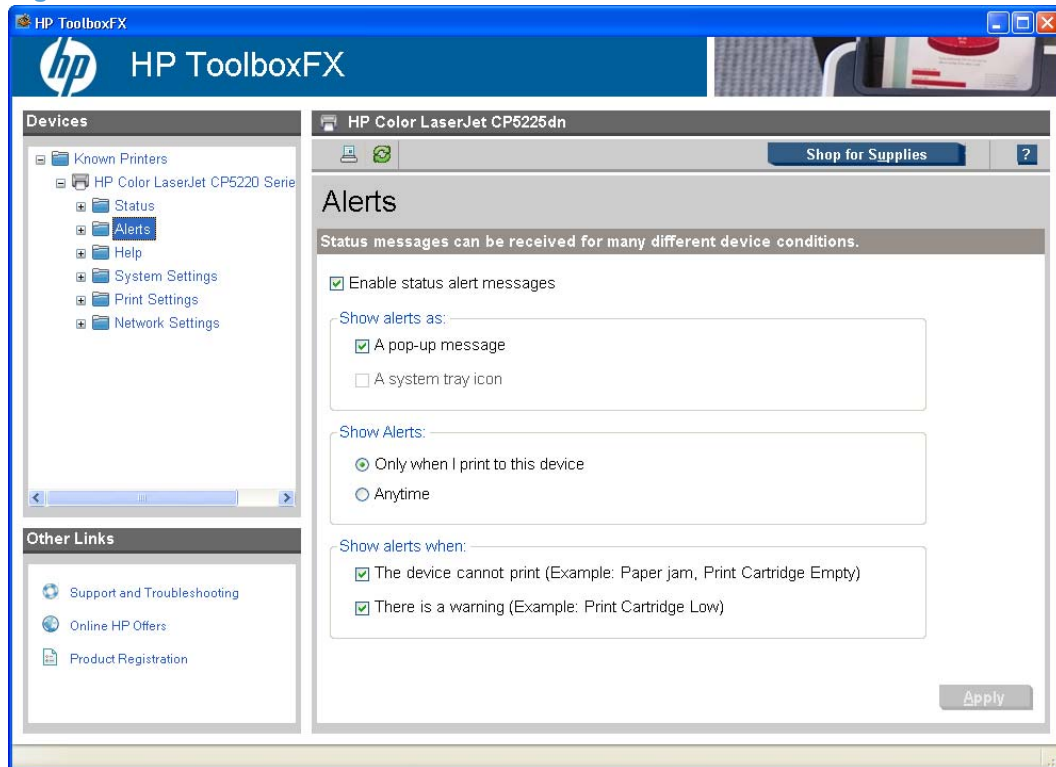 HP ToolboxFX
hp HP ToolboxFX
Devices
Known Printers
HP Color LaserJet CP5220 Serie
Status
Alerts
Help
System Settings
Print Settings
Network Settings
Other Links
Support and Troubleshooting
Online HP Offers
Product Registration
HP Color LaserJet CP5225dn
Shop for Supplies ?
Alerts
Status messages can be received for many different device conditions.
Enable status alert messages
Show alerts as:
A pop-up message
A system tray icon
Show Alerts:
Only when I print to this device
Anytime
Show alerts when:
The device cannot print (Example: Paper jam, Print Cartridge Empty)
There is a warning (Example: Print Cartridge Low)
Apply